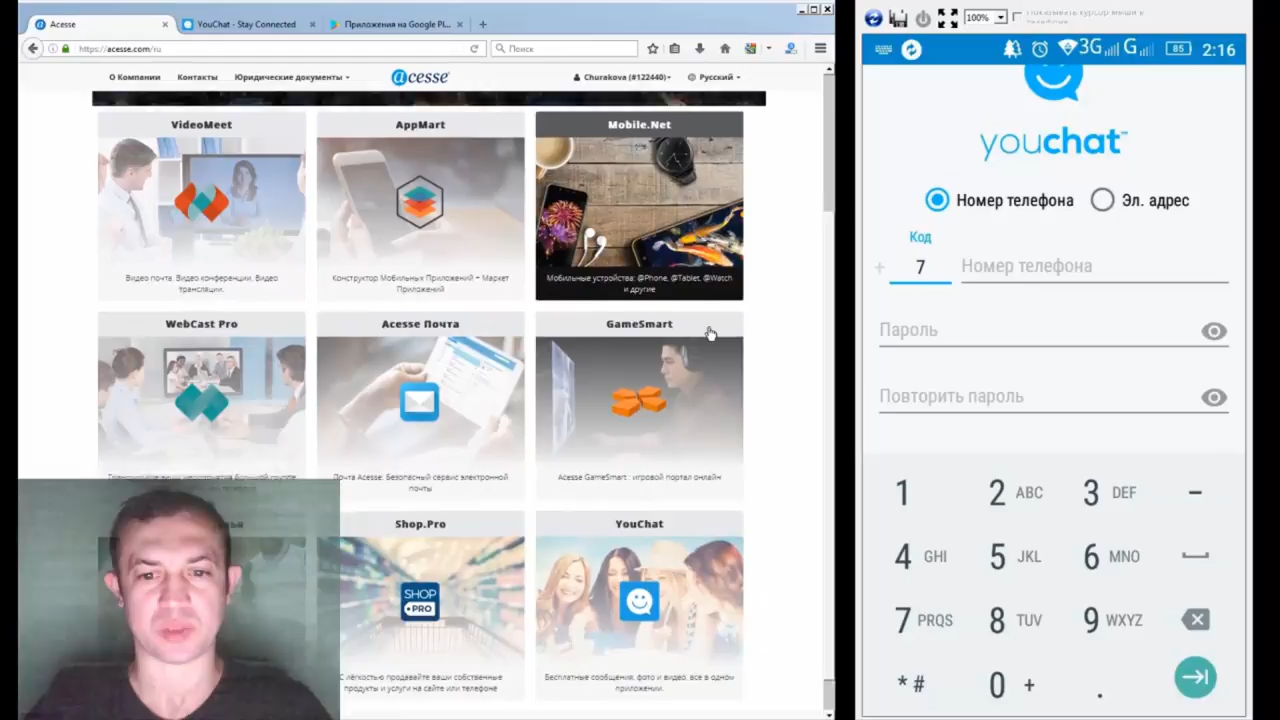 Acesse
YouChat - Stay Connected
Приложения на Google Pl...
https://acesse.com/ru
Поиск
О Компании
Контакты
Юридические документы
acesse
Churakova (#122440)
Русский
VideoMeet
AppMart
Mobile.Net
Видео почта. Видео конференции. Видео
трансляции.
Конструктор Мобильных Приложений + Маркет
Приложений
Мобильные устройства: @Phone, @Tablet, @Watch
и другие
WebCast Pro
Acesse Почта
GameSmart
Почта Acesse: Безопасный сервис электронной
почты
Acesse GameSmart : игровой портал онлайн
Shop.Pro
YouChat
SHOP
PRO
С лёгкостью продавайте ваши собственные
продукты и услуги на сайте или телефоне
Бесплатные сообщения, фото и видео, все в одном
приложении.
100%
3G
G
85
2:16
youchat™
Номер телефона
Эл. адрес
Код
+
7
Номер телефона
Пароль
Повторить пароль
1
2 ABC
3 DEF
-
4 GHI
5 JKL
6 MNO
7 PRQS
8 TUV
9 WXYZ
* #
0 +
.